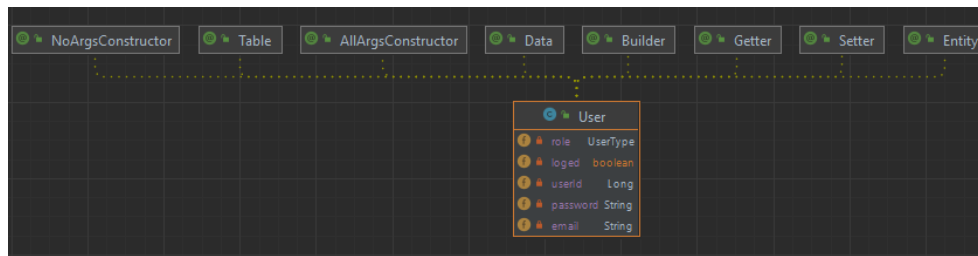 NoArgsConstructor Table AllArgsConstructor Data Builder Getter Setter Entity
User
role UserType
loged boolean
userId Long
password String
email String